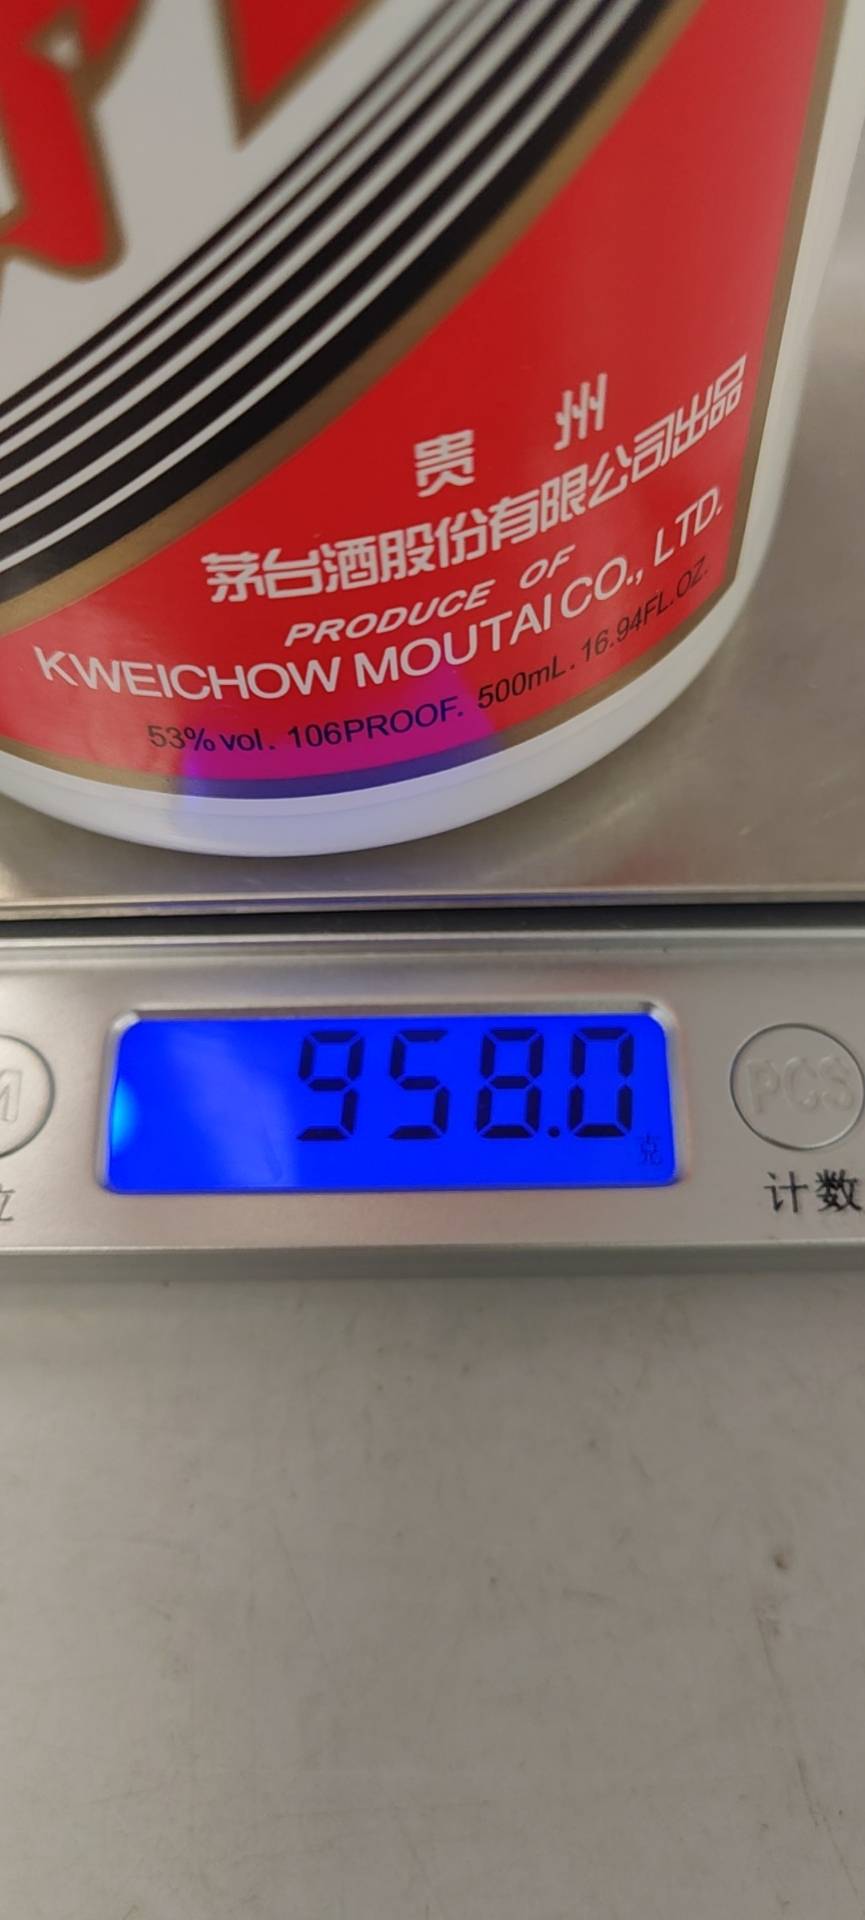 贵州
茅台酒股份有限公司出品
PRODUCE OF
KWEICHOW MOUTAI CO., LTD.
53% vol. 106PROOF. 500mL. 16.94FL.OZ.
958.0
克
PCS
计数